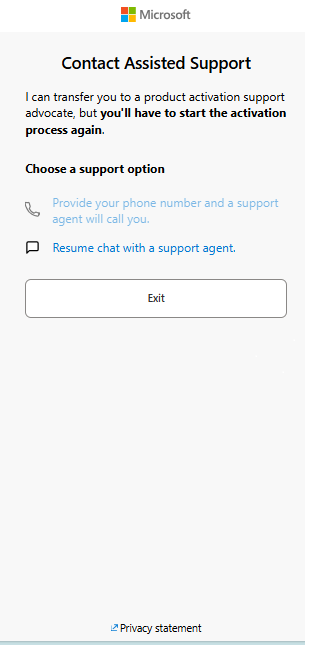 Microsoft
Contact Assisted Support
I can transfer you to a product activation support
advocate, but you'll have to start the activation
process again.
Choose a support option
Provide your phone number and a support
agent will call you.
Resume chat with a support agent.
Exit
Privacy statement